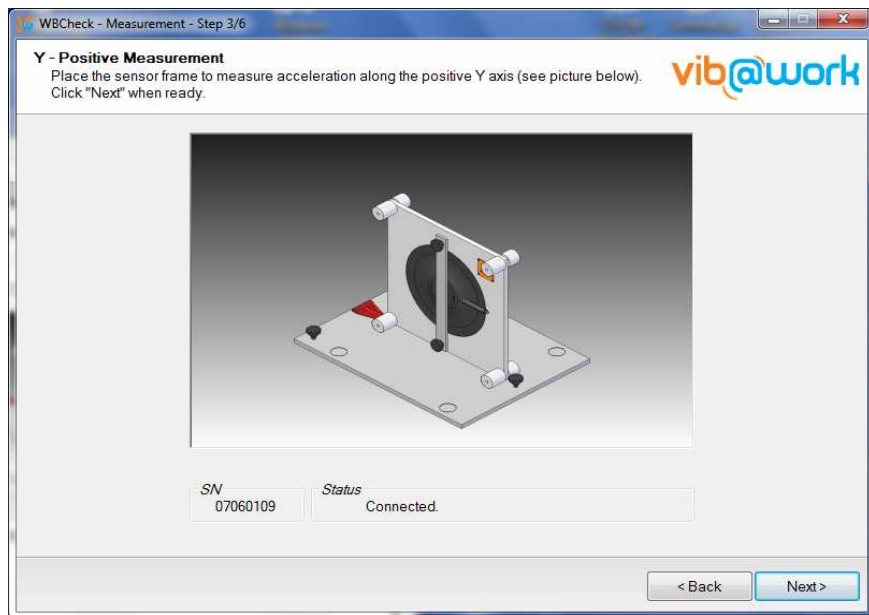 WBCheck - Measurement - Step 3/6
Y - Positive Measurement
Place the sensor frame to measure acceleration along the positive Y axis (see picture below).
Click "Next" when ready.
vib@work
SN
07060109
Status
Connected.
< Back
Next >